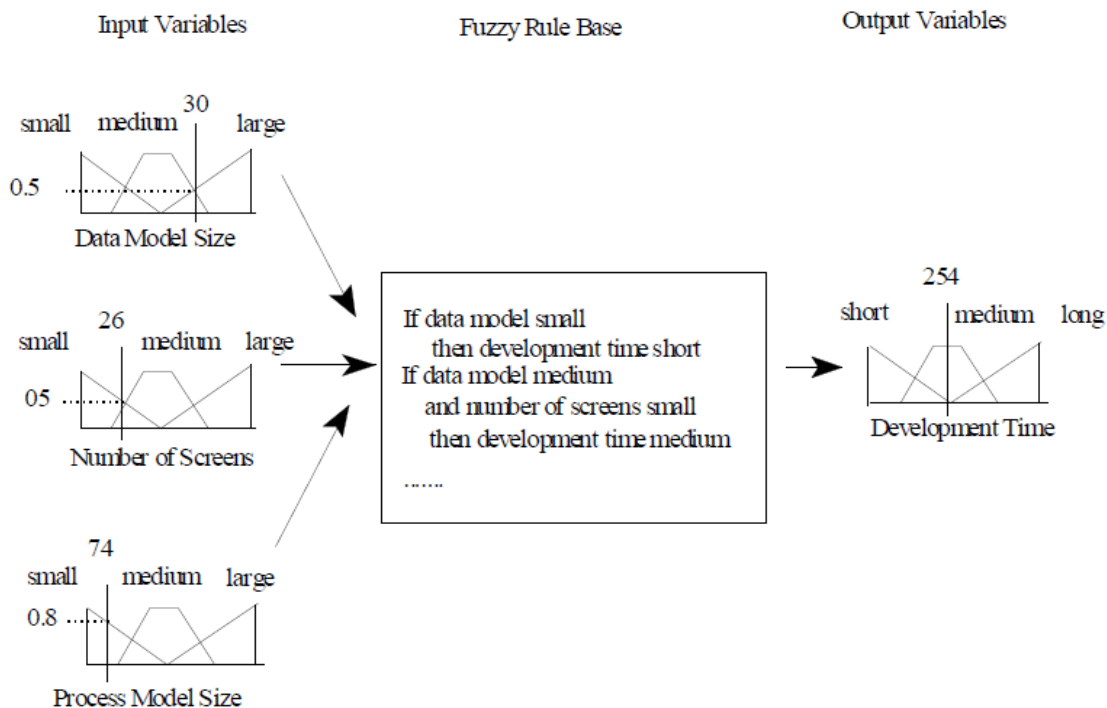 Input Variables
Fuzzy Rule Base
Output Variables
30
small
medium
large
0.5
Data Model Size
26
small
medium
large
05
Number of Screens
74
small
medium
large
0.8
Process Model Size
If data model small
then development time short
If data model medium
and number of screens small
then development time medium
.......
254
short
medium
long
Development Time